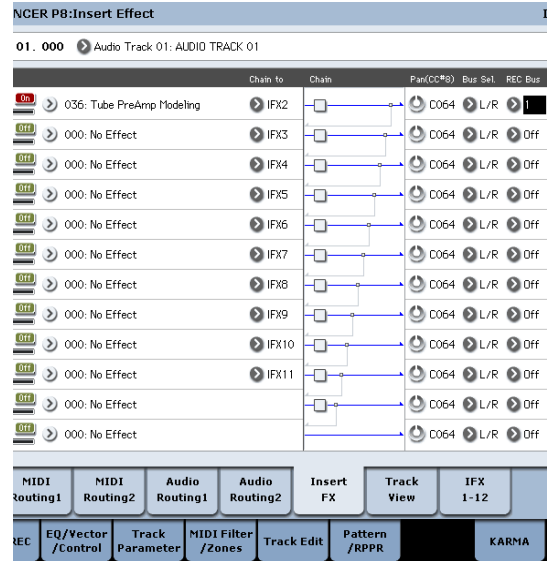 NCER P8:Insert Effect
01. 000 Audio Track 01: AUDIO TRACK 01
Chain to Chain Pan(CC#8) Bus Sel. REC Bus
On 036: Tube PreAmp Modeling IFX2 C064 L/R 1
Off 000: No Effect IFX3 C064 L/R Off
Off 000: No Effect IFX4 C064 L/R Off
Off 000: No Effect IFX5 C064 L/R Off
Off 000: No Effect IFX6 C064 L/R Off
Off 000: No Effect IFX7 C064 L/R Off
Off 000: No Effect IFX8 C064 L/R Off
Off 000: No Effect IFX9 C064 L/R Off
Off 000: No Effect IFX10 C064 L/R Off
Off 000: No Effect IFX11 C064 L/R Off
Off 000: No Effect C064 L/R Off
Off 000: No Effect C064 L/R Off
MIDI Routing1 MIDI Routing2 Audio Routing1 Audio Routing2 Insert FX Track View IFX 1-12
REC EQ/Vector /Control Track Parameter MIDI Filter /Zones Track Edit Pattern /RPPR KARMA